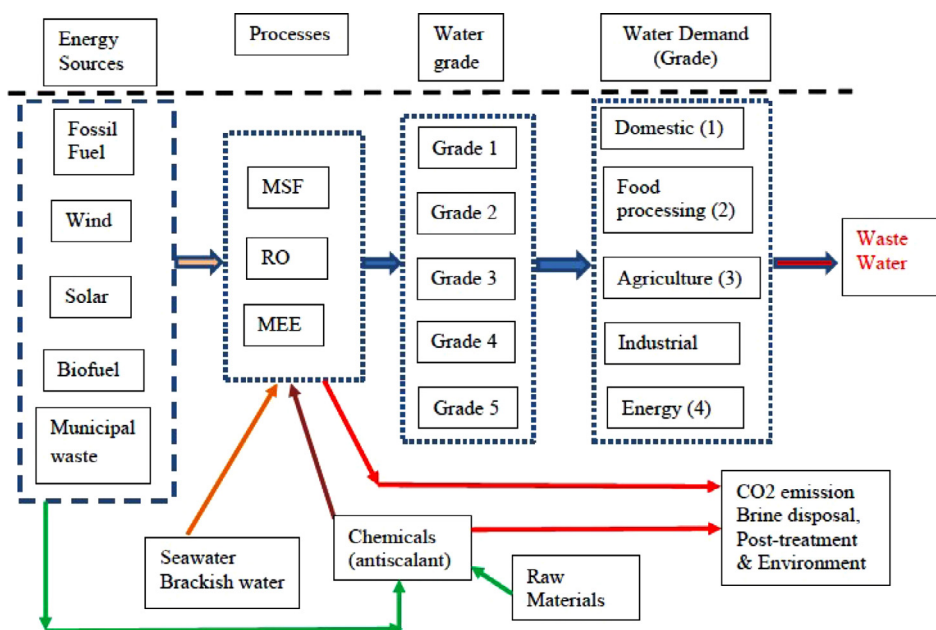 Energy
Sources
Processes
Water
grade
Water Demand
(Grade)
Fossil
Fuel
Wind
Solar
Biofuel
Municipal
waste
MSF
RO
MEE
Grade 1
Grade 2
Grade 3
Grade 4
Grade 5
Domestic (1)
Food
processing (2)
Agriculture (3)
Industrial
Energy (4)
Waste
Water
Seawater
Brackish water
Chemicals
(antiscalant)
Raw
Materials
CO2 emission
Brine disposal,
Post-treatment
& Environment